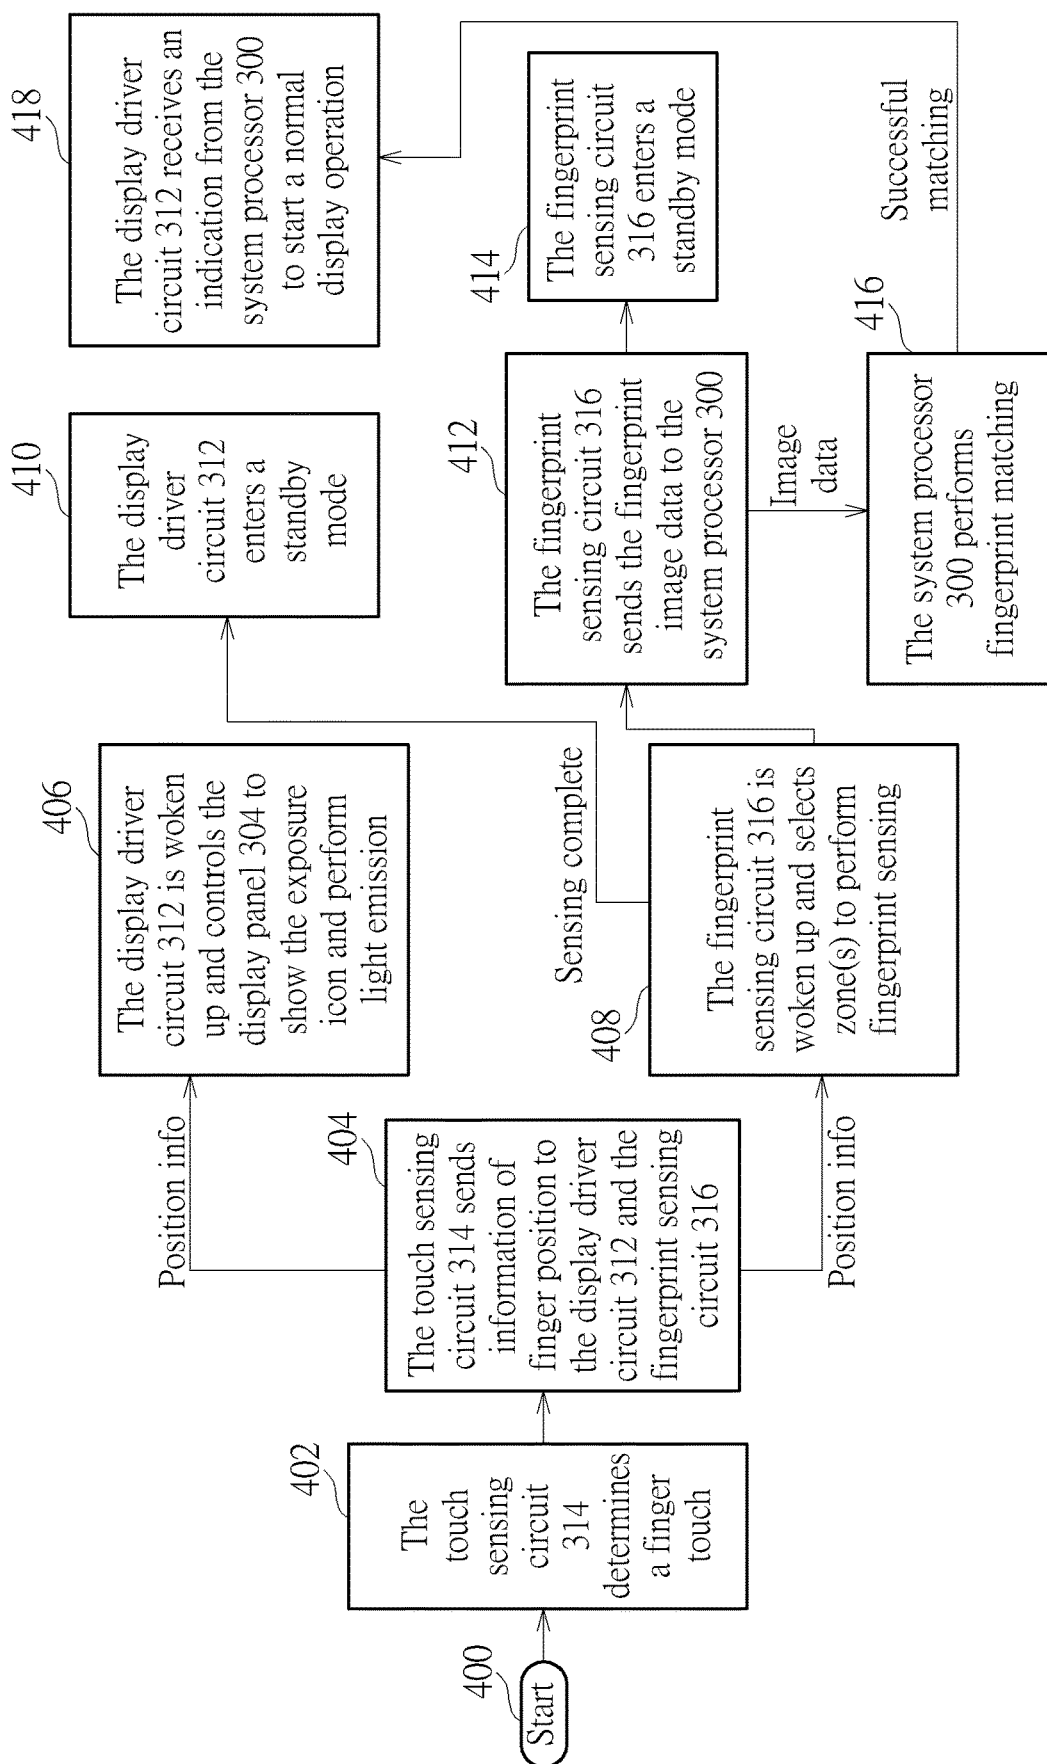 400
Start
402
The
touch
sensing
circuit
314
determines
a finger
touch
404
The touch sensing
circuit 314 sends
information of
finger position to
the display driver
circuit 312 and the
fingerprint sensing
circuit 316
Position info
Position info
406
The display driver
circuit 312 is woken
up and controls the
display panel 304 to
show the exposure
icon and perform
light emission
408
The fingerprint
sensing circuit 316 is
woken up and selects
zone(s) to perform
fingerprint sensing
Sensing complete
410
The display
driver
circuit 312
enters a
standby
mode
412
The fingerprint
sensing circuit 316
sends the fingerprint
image data to the
system processor 300
414
The fingerprint
sensing circuit
316 enters a
standby mode
Image
data
416
The system processor
300 performs
fingerprint matching
Successful
matching
418
The display driver
circuit 312 receives an
indication from the
system processor 300
to start a normal
display operation